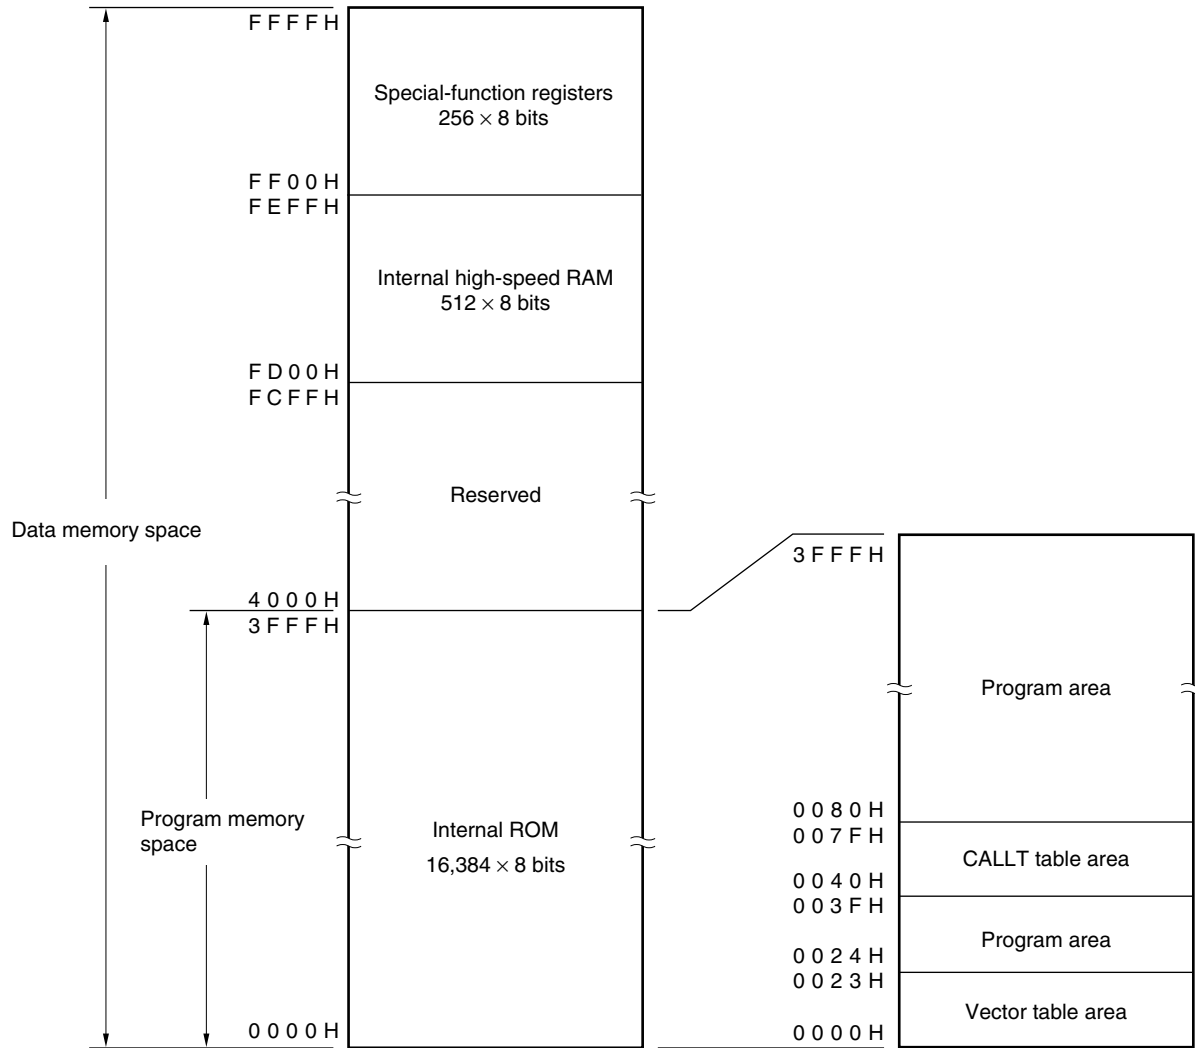 FFFFH
Special-function registers
256 × 8 bits
FF00H
FEFFH
Internal high-speed RAM
512 × 8 bits
FD00H
FCFFH
Reserved
Data memory space
4000H
3FFFH
Program memory
space
Internal ROM
16,384 × 8 bits
0000H
3FFFH
Program area
0080H
007FH
CALLT table area
0040H
003FH
Program area
0024H
0023H
Vector table area
0000H